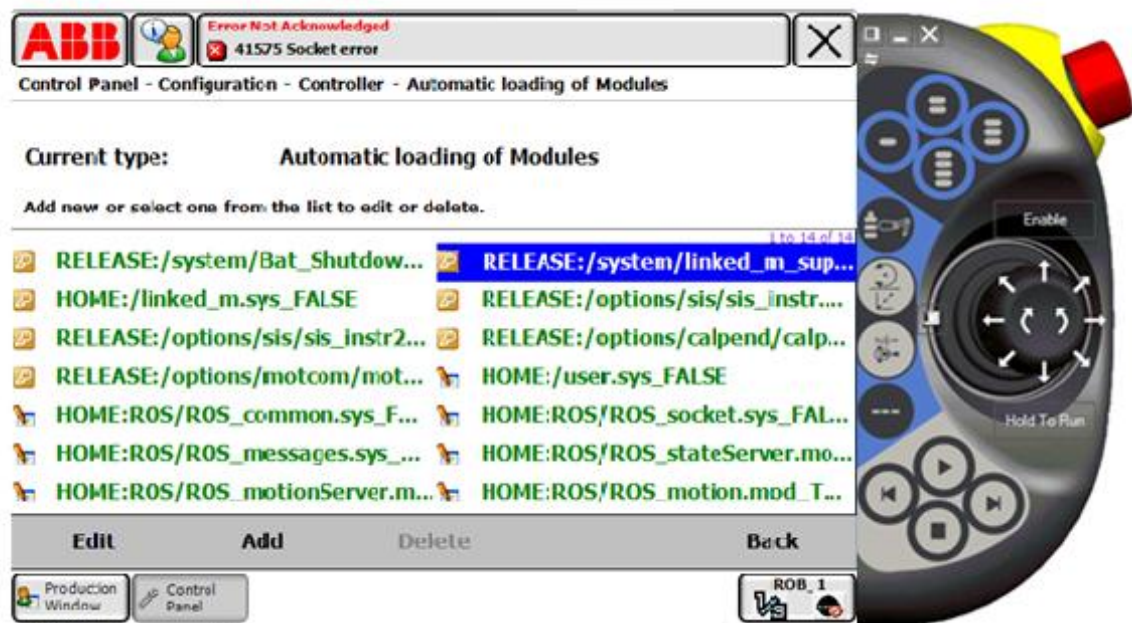 ABB
Error Not Acknowledged
41575 Socket error
Control Panel - Configuration - Controller - Automatic loading of Modules
Current type: Automatic loading of Modules
Add new or select one from the list to edit or delete.
1 to 14 of 14
RELEASE:/system/Bat_Shutdow... RELEASE:/system/linked_m_sup...
HOME:/linked_m.sys_FALSE RELEASE:/options/sis/sis_instr....
RELEASE:/options/sis/sis_instr2... RELEASE:/options/calpend/calp...
RELEASE:/options/motcom/mot... HOME:/user.sys_FALSE
HOME:ROS/ROS_common.sys_F... HOME:ROS/ROS_socket.sys_FAL...
HOME:ROS/ROS_messages.sys_... HOME:ROS/ROS_stateServer.mo...
HOME:ROS/ROS_motionServer.m... HOME:ROS/ROS_motion.mod_T...
Edit Add Delete Back
Production Window
Control Panel
ROB_1
Enable
Hold To Run